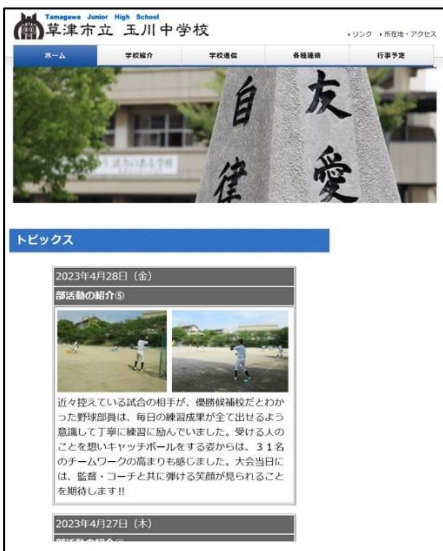 Tamagawa Junior High School
草津市立 玉川中学校
リンク
所在地・アクセス
ホーム
学校紹介
学校通信
各種連絡
行事予定
自律
友愛
トピックス
2023年4月28日（金）
部活動の紹介⑤
近々控えている試合の相手が、優勝候補校だとわか
った野球部員は、毎日の練習成果が全て出せるよう
意識して丁寧に練習に励んでいました。受ける人の
ことを想いキャッチボールをする姿からは、３１名
のチームワークの高まりも感じました。大会当日に
は、監督・コーチと共に弾ける笑顔が見られること
を期待します!!
2023年4月27日（木）